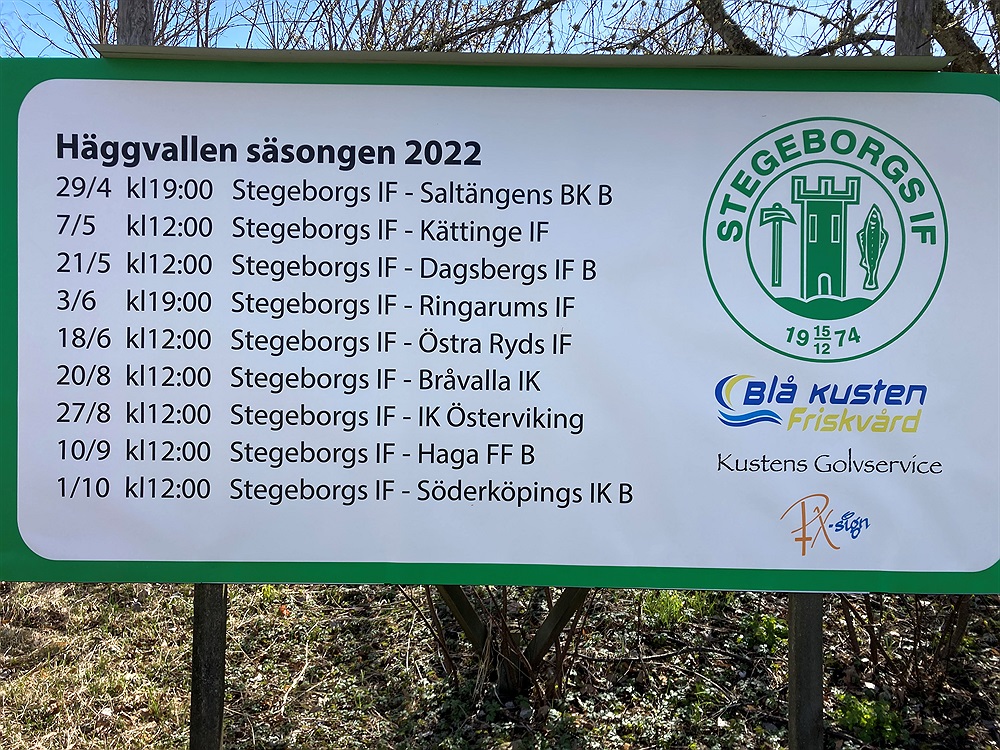 Häggvallen säsongen 2022
29/4 kl19:00 Stegeborgs IF - Saltängens BK B
7/5 kl12:00 Stegeborgs IF - Kättinge IF
21/5 kl12:00 Stegeborgs IF - Dagsbergs IF B
3/6 kl19:00 Stegeborgs IF - Ringarums IF
18/6 kl12:00 Stegeborgs IF - Östra Ryds IF
20/8 kl12:00 Stegeborgs IF - Bråvalla IK
27/8 kl12:00 Stegeborgs IF - IK Österviking
10/9 kl12:00 Stegeborgs IF - Haga FF B
1/10 kl12:00 Stegeborgs IF - Söderköpings IK B
STEGEBORGS IF
19 15/12 74
Blå kusten
Friskvård
Kustens Golvservice
PX-sign